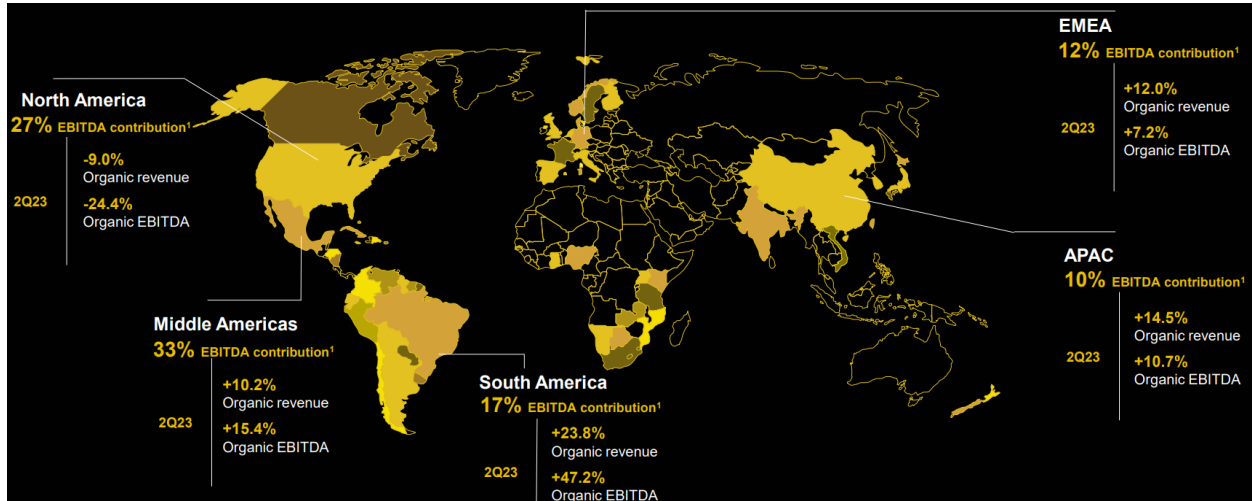 North America
27% EBITDA contribution¹
2Q23
-9.0%
Organic revenue
-24.4%
Organic EBITDA
Middle Americas
33% EBITDA contribution¹
2Q23
+10.2%
Organic revenue
+15.4%
Organic EBITDA
South America
17% EBITDA contribution¹
2Q23
+23.8%
Organic revenue
+47.2%
Organic EBITDA
EMEA
12% EBITDA contribution¹
2Q23
+12.0%
Organic revenue
+7.2%
Organic EBITDA
APAC
10% EBITDA contribution¹
2Q23
+14.5%
Organic revenue
+10.7%
Organic EBITDA